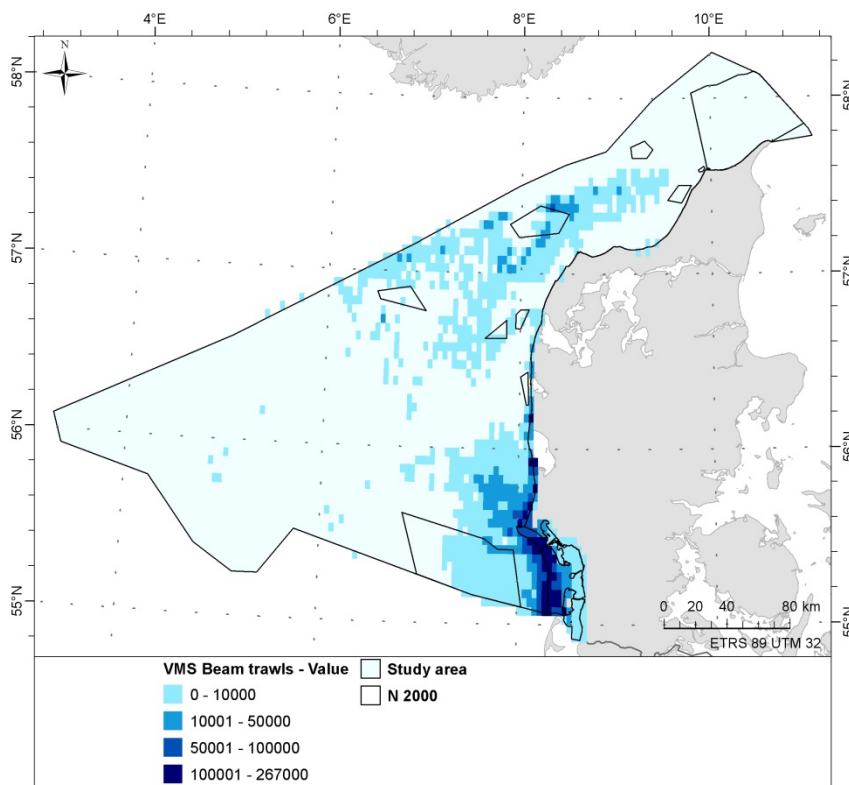 4°E 6°E 8°E 10°E
N
58°N 58°N
57°N 57°N
56°N 56°N
55°N 55°N
0 20 40 80 km
ETRS 89 UTM 32
VMS Beam trawls - Value
0 - 10000
10001 - 50000
50001 - 100000
100001 - 267000
Study area
N 2000